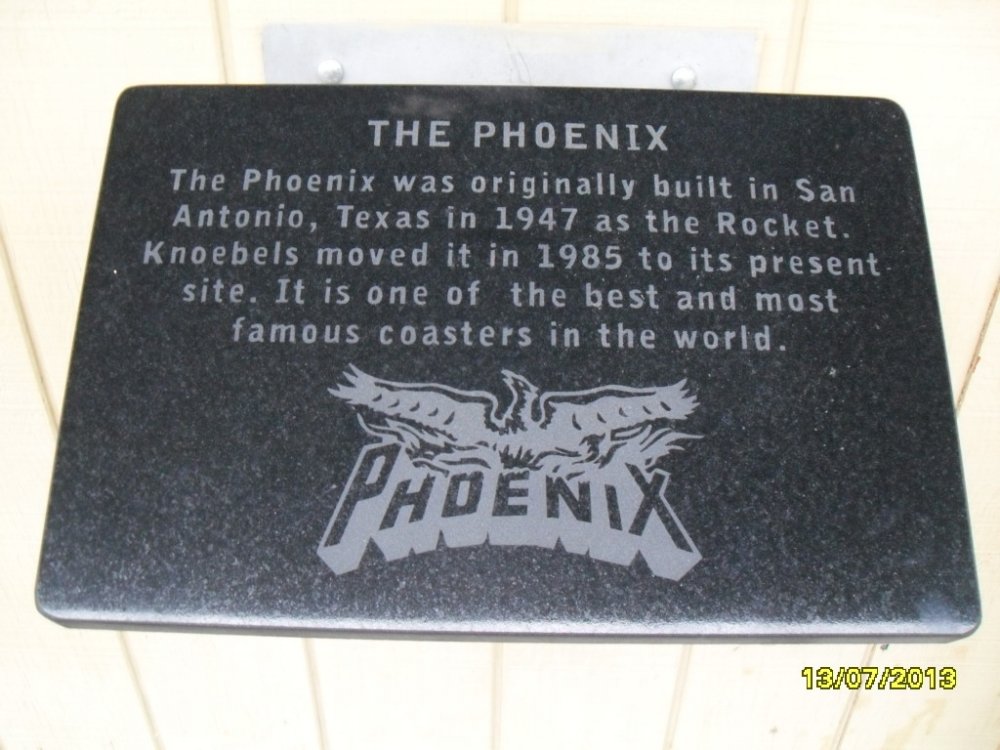 THE PHOENIX
The Phoenix was originally built in San
Antonio, Texas in 1947 as the Rocket.
Knoebels moved it in 1985 to its present
site. It is one of the best and most
famous coasters in the world.
PHOENIX
13/07/2013